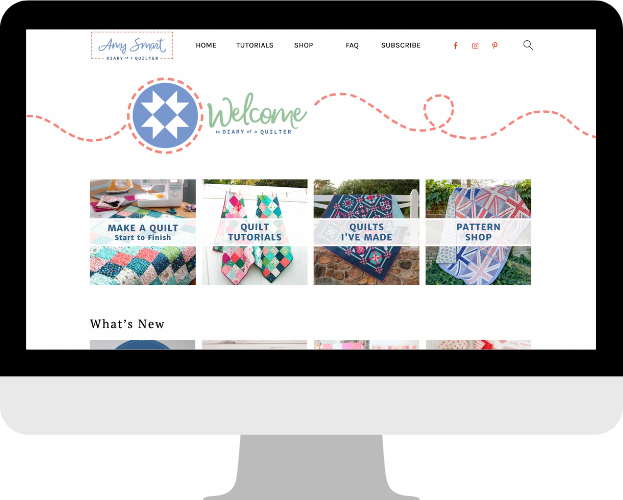 Amy Smart
DIARY of a QUILTER
HOME TUTORIALS SHOP FAQ SUBSCRIBE
Welcome
to DIARY of a QUILTER
MAKE A QUILT
Start to Finish
QUILT
TUTORIALS
QUILTS
I'VE MADE
PATTERN
SHOP
What's New